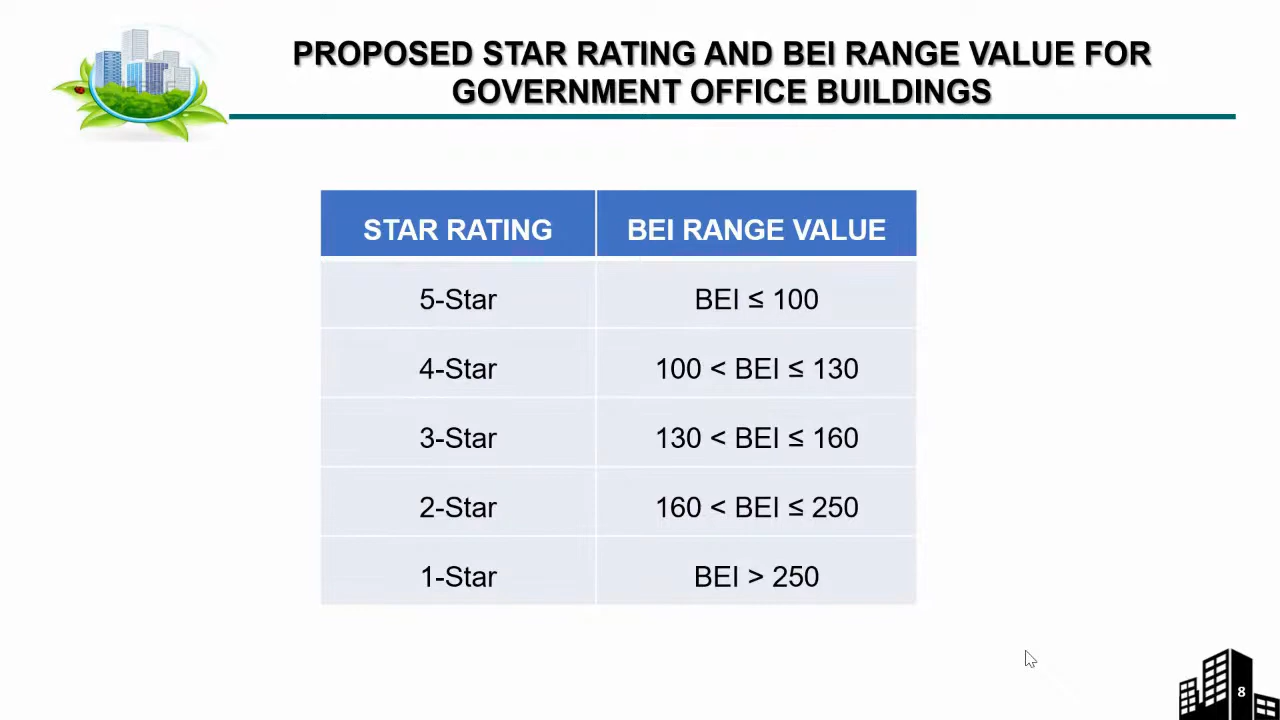 PROPOSED STAR RATING AND BEI RANGE VALUE FOR
GOVERNMENT OFFICE BUILDINGS
STAR RATING BEI RANGE VALUE
5-Star BEI ≤ 100
4-Star 100 < BEI ≤ 130
3-Star 130 < BEI ≤ 160
2-Star 160 < BEI ≤ 250
1-Star BEI > 250
8